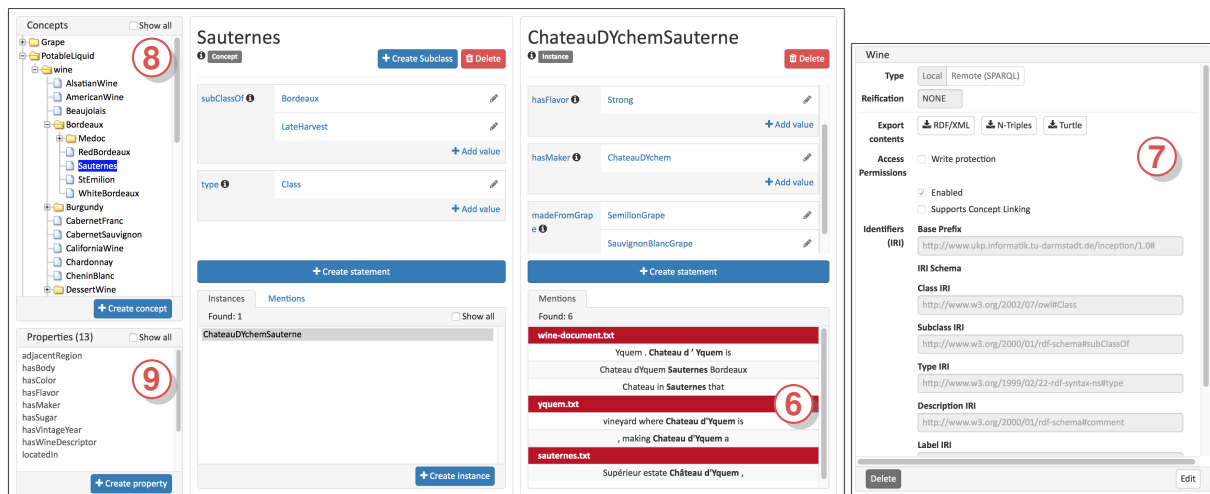 Concepts
Show all
Grape
PotableLiquid
wine
AlsatianWine
AmericanWine
Beaujolais
Bordeaux
Medoc
RedBordeaux
Sauternes
StEmilion
WhiteBordeaux
Burgundy
CabernetFranc
CabernetSauvignon
CaliforniaWine
Chardonnay
CheninBlanc
DessertWine
Create concept
8
Properties (13)
Show all
adjacentRegion
hasBody
hasColor
hasFlavor
hasMaker
hasSugar
hasVintageYear
hasWineDescriptor
locatedIn
Create property
9
Sauternes
Concept
Create Subclass
Delete
subClassOf
Bordeaux
LateHarvest
Add value
type
Class
Add value
Create statement
Instances
Mentions
Found: 1
Show all
ChateauDYchemSauterne
Create instance
ChateauDYchemSauterne
Instance
Delete
hasFlavor
Strong
Add value
hasMaker
ChateauDYchem
Add value
madeFromGrap
e
SemillonGrape
SauvignonBlancGrape
Create statement
Mentions
Found: 6
wine-document.txt
Yquem . Chateau d ’ Yquem is
Chateau dYquem Sauternes Bordeaux
Chateau in Sauternes that
yquem.txt
vineyard where Chateau d'Yquem is
, making Chateau d'Yquem a
sauternes.txt
Supérieur estate Château d'Yquem ,
6
Wine
Type
Local
Remote (SPARQL)
Reification
NONE
Export
contents
RDF/XML
N-Triples
Turtle
Access
Permissions
Write protection
Enabled
Supports Concept Linking
7
Identifiers
(IRI)
Base Prefix
http://www.ukp.informatik.tu-darmstadt.de/inception/1.0#
IRI Schema
Class IRI
http://www.w3.org/2002/07/owl#Class
Subclass IRI
http://www.w3.org/2000/01/rdf-schema#subClassOf
Type IRI
http://www.w3.org/1999/02/22-rdf-syntax-ns#type
Description IRI
http://www.w3.org/2000/01/rdf-schema#comment
Label IRI
Delete
Edit